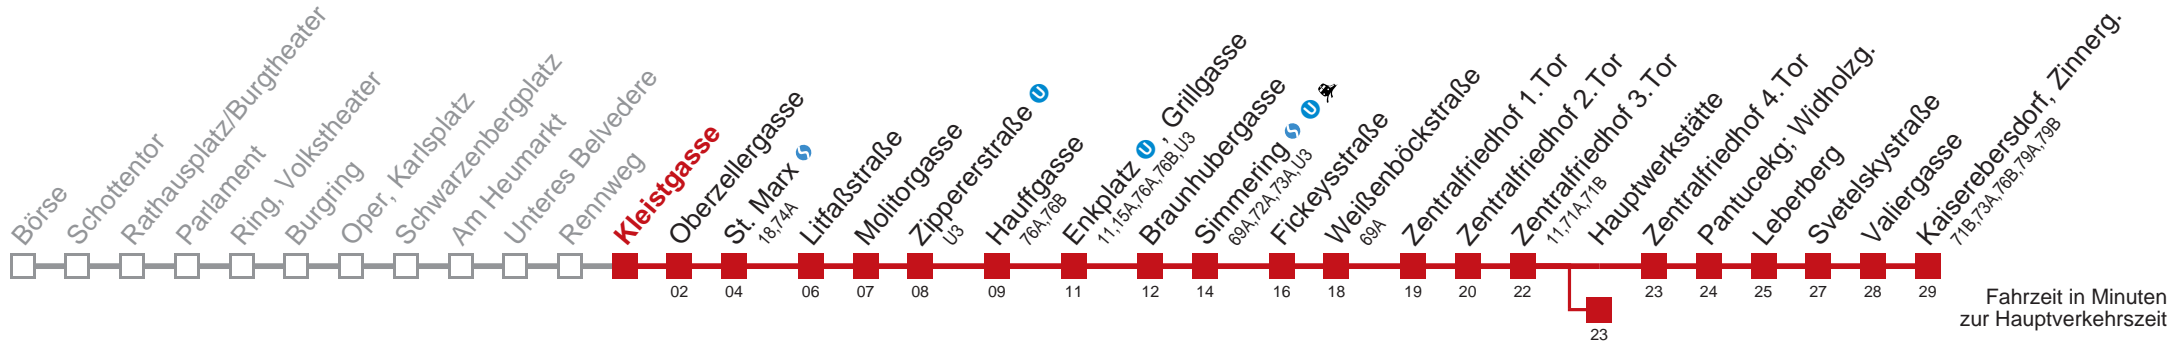 Börse
Schottentor
Rathausplatz/Burgtheater
Parlament
Ring, Volkstheater
Burgring
Oper, Karlsplatz
Schwarzenbergplatz
Am Heumarkt
Unteres Belvedere
Rennweg
Kleistgasse
Oberzellergasse
St. Marx S
18,74A
Litfaßstraße
Molitorgasse
Zippererstraße U
U3
Hauffgasse
76A,76B
Enkplatz U , Grillgasse
11,15A,76A,76B,U3
Braunhubergasse
Simmering S U
69A,72A,73A,U3
Fickeysstraße
Weißenböckstraße
69A
Zentralfriedhof 1. Tor
Zentralfriedhof 2. Tor
Zentralfriedhof 3. Tor
11,71A,71B
Hauptwerkstätte
Zentralfriedhof 4. Tor
Pantucekg; Widholzg.
Leberberg
Svetelskystraße
Valiergasse
Kaiserebersdorf, Zinnerg.
71B,73A,76B,79A,79B
02 04 06 07 08 09 11 12 14 16 18 19 20 22 23 24 25 27 28 29
23
Fahrzeit in Minuten
zur Hauptverkehrszeit